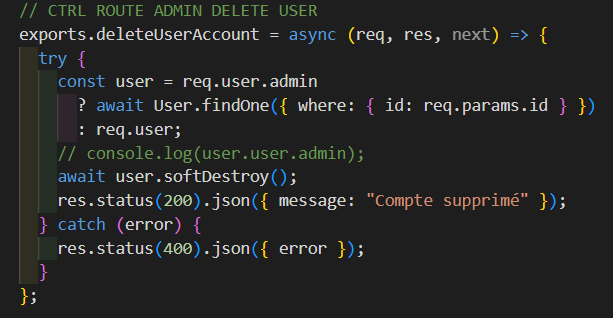 // CTRL ROUTE ADMIN DELETE USER
exports.deleteUserAccount = async (req, res, next) => {
  try {
    const user = req.user.admin
      ? await User.findOne({ where: { id: req.params.id } })
      : req.user;
    // console.log(user.user.admin);
    await user.softDestroy();
    res.status(200).json({ message: "Compte supprimé" });
  } catch (error) {
    res.status(400).json({ error });
  }
};